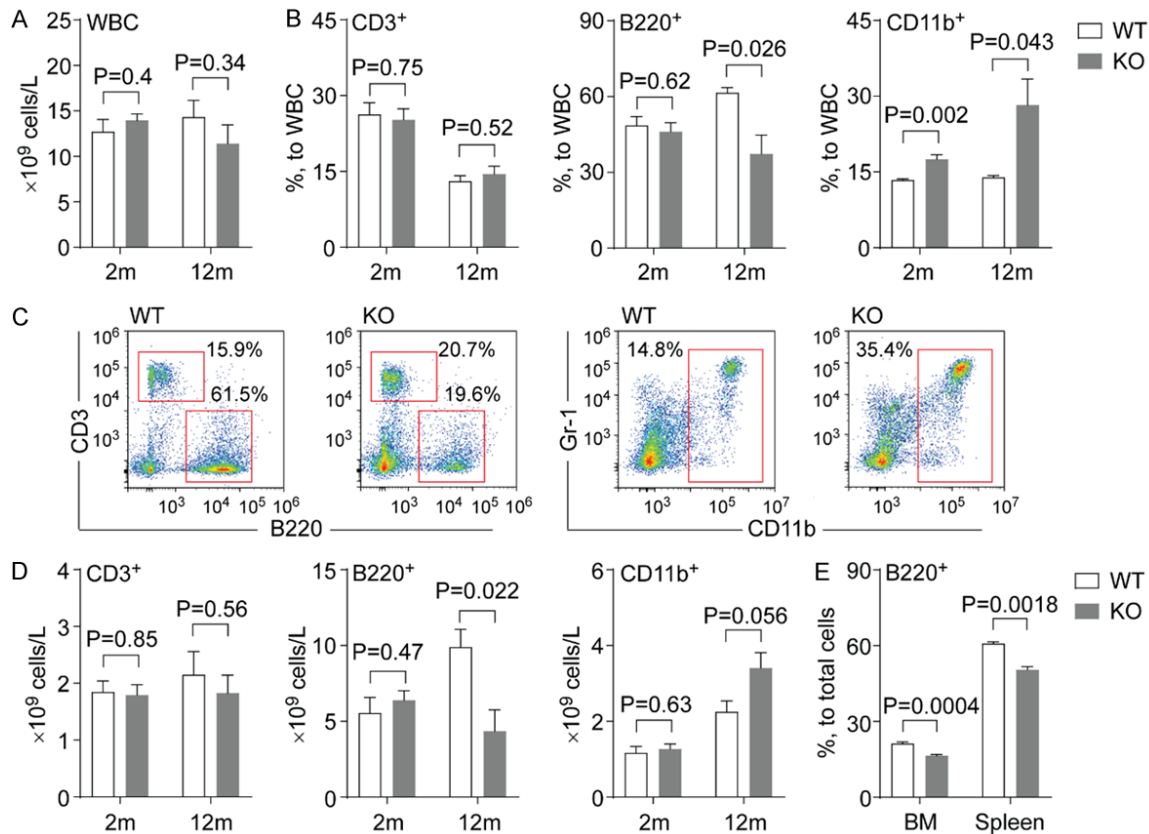 A
WBC
25
20
15
10
5
0
×10⁹ cells/L
P=0.4
P=0.34
2m
12m
B
CD3⁺
45
30
15
0
%, to WBC
P=0.75
P=0.52
2m
12m
B220⁺
90
60
30
0
%, to WBC
P=0.62
P=0.026
2m
12m
CD11b⁺
45
30
15
0
%, to WBC
P=0.002
P=0.043
2m
12m
WT
KO
C
WT
10⁶
10⁵
10⁴
10³
CD3
15.9%
61.5%
10³
10⁴
10⁵
10⁶
KO
10⁶
10⁵
10⁴
10³
20.7%
19.6%
10³
10⁴
10⁵
10⁶
B220
WT
10⁶
10⁵
10⁴
10³
Gr-1
14.8%
10³
10⁵
10⁷
KO
10⁶
10⁵
10⁴
10³
35.4%
10³
10⁵
10⁷
CD11b
D
CD3⁺
4
3
2
1
0
×10⁹ cells/L
P=0.85
P=0.56
2m
12m
B220⁺
15
10
5
0
×10⁹ cells/L
P=0.47
P=0.022
2m
12m
CD11b⁺
6
4
2
0
×10⁹ cells/L
P=0.63
P=0.056
2m
12m
E
B220⁺
90
60
30
0
%, to total cells
P=0.0004
P=0.0018
BM
Spleen
WT
KO